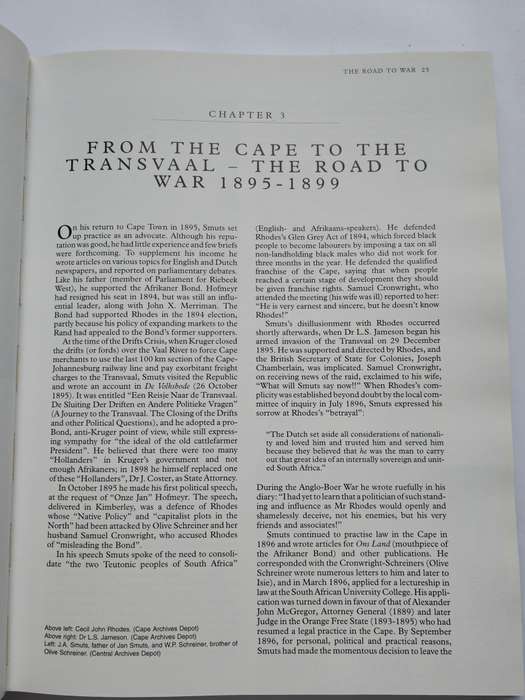 THE ROAD TO WAR 25
CHAPTER 3
FROM THE CAPE TO THE
TRANSVAAL – THE ROAD TO
WAR 1895-1899
On his return to Cape Town in 1895, Smuts set
up practice as an advocate. Although his repu-
tation was good, he had little experience and few briefs
were forthcoming. To supplement his income he
wrote articles on various topics for English and Dutch
newspapers, and reported on parliamentary debates.
Like his father (member of Parliament for Riebeek
West), he supported the Afrikaner Bond. Hofmeyr
had resigned his seat in 1894, but was still an influ-
ential leader, along with John X. Merriman. The
Bond had supported Rhodes in the 1894 election,
partly because his policy of expanding markets to the
Rand had appealed to the Bond's former supporters.
At the time of the Drifts Crisis, when Kruger closed
the drifts (or fords) over the Vaal River to force Cape
merchants to use the last 100 km section of the Cape-
Johannesburg railway line and pay exorbitant freight
charges to the Transvaal, Smuts visited the Republic
and wrote an account in De Volksbode (26 October
1895). It was entitled "Een Reisje Naar de Transvaal.
De Sluiting Der Driften en Andere Politieke Vragen"
(A Journey to the Transvaal. The Closing of the Drifts
and other Political Questions), and he adopted a pro-
Bond, anti-Kruger point of view, while still express-
ing sympathy for "the ideal of the old cattlefarmer
President". He believed that there were too many
"Hollanders" in Kruger's government and not
enough Afrikaners; in 1898 he himself replaced one
of these "Hollanders", Dr J. Coster, as State Attorney.
In October 1895 he made his first political speech,
at the request of "Onze Jan" Hofmeyr. The speech,
delivered in Kimberley, was a defence of Rhodes
whose "Native Policy" and "capitalist plots in the
North" had been attacked by Olive Schreiner and her
husband Samuel Cronwright, who accused Rhodes
of "misleading the Bond".
In his speech Smuts spoke of the need to consoli-
date "the two Teutonic peoples of South Africa"
Above left: Cecil John Rhodes. (Cape Archives Depot)
Above right: Dr L.S. Jameson. (Cape Archives Depot)
Left: J.A. Smuts, father of Jan Smuts, and W.P. Schreiner, brother of
Olive Schreiner. (Central Archives Depot)
(English- and Afrikaans-speakers). He defended
Rhodes's Glen Grey Act of 1894, which forced black
people to become labourers by imposing a tax on all
non-landholding black males who did not work for
three months in the year. He defended the qualified
franchise of the Cape, saying that when people
reached a certain stage of development they should
be given franchise rights. Samuel Cronwright, who
attended the meeting (his wife was ill) reported to her:
"He is very earnest and sincere, but he doesn't know
Rhodes!"
Smuts's disillusionment with Rhodes occurred
shortly afterwards, when Dr L.S. Jameson began his
armed invasion of the Transvaal on 29 December
1895. He was supported and directed by Rhodes, and
the British Secretary of State for Colonies, Joseph
Chamberlain, was implicated. Samuel Cronwright,
on receiving news of the raid, exclaimed to his wife,
"What will Smuts say now!!" When Rhodes's com-
plicity was established beyond doubt by the local com-
mittee of inquiry in July 1896, Smuts expressed his
sorrow at Rhodes's "betrayal":
"The Dutch set aside all considerations of nationali-
ty and loved him and trusted him and served him
because they believed that he was the man to carry
out that great idea of an internally sovereign and unit-
ed South Africa."
During the Anglo-Boer War he wrote ruefully in his
diary: "I had yet to learn that a politician of such stand-
ing and influence as Mr Rhodes would openly and
shamelessly deceive, not his enemies, but his very
friends and associates!"
Smuts continued to practise law in the Cape in
1896 and wrote articles for Ons Land (mouthpiece of
the Afrikaner Bond) and other publications. He
corresponded with the Cronwright-Schreiners (Olive
Schreiner wrote numerous letters to him and later to
Isie), and in March 1896, applied for a lectureship in
law at the South African University College. His appli-
cation was turned down in favour of that of Alexander
John McGregor, Attorney General (1889) and later
Judge in the Orange Free State (1893-1895) who had
resumed a legal practice in the Cape. By September
1896, for personal, political and practical reasons,
Smuts had made the momentous decision to leave the